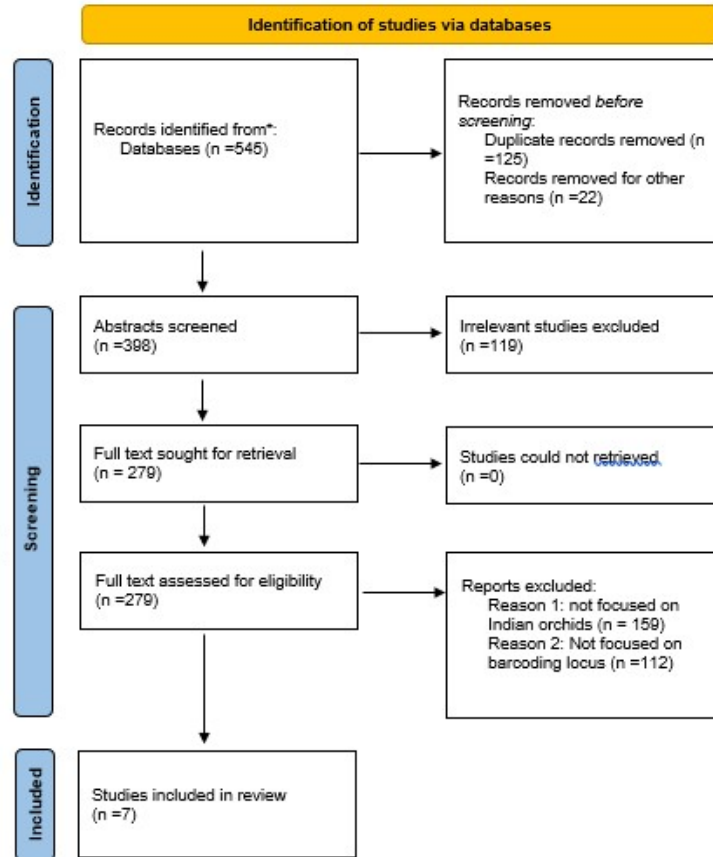 Identification of studies via databases
Identification
Records identified from*:
Databases (n =545)
Records removed before
screening:
Duplicate records removed (n
=125)
Records removed for other
reasons (n =22)
Screening
Abstracts screened
(n =398)
Irrelevant studies excluded
(n =119)
Full text sought for retrieval
(n = 279)
Studies could not retrieved
(n =0)
Full text assessed for eligibility
(n =279)
Reports excluded:
Reason 1: not focused on
Indian orchids (n = 159)
Reason 2: Not focused on
barcoding locus (n =112)
Included
Studies included in review
(n =7)